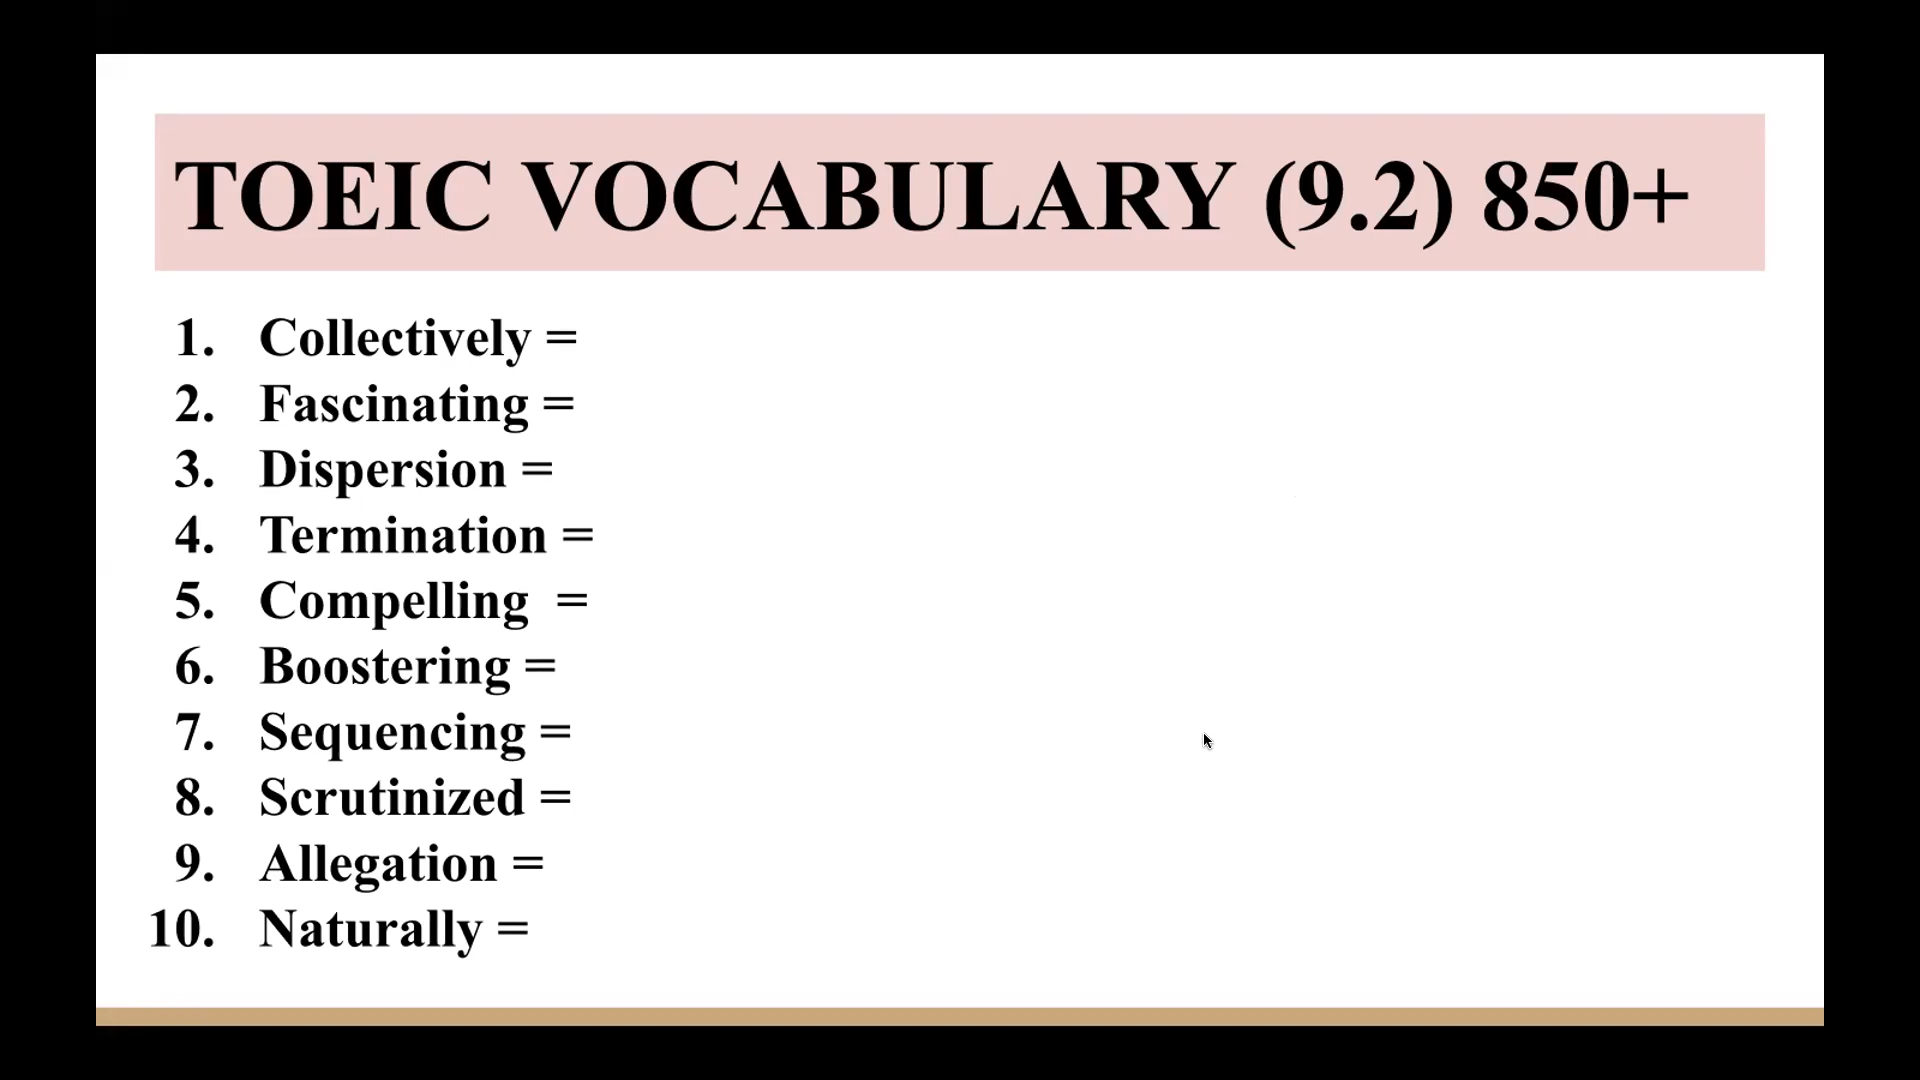 TOEIC VOCABULARY (9.2) 850+
1. Collectively =
2. Fascinating =
3. Dispersion =
4. Termination =
5. Compelling =
6. Boostering =
7. Sequencing =
8. Scrutinized =
9. Allegation =
10. Naturally =